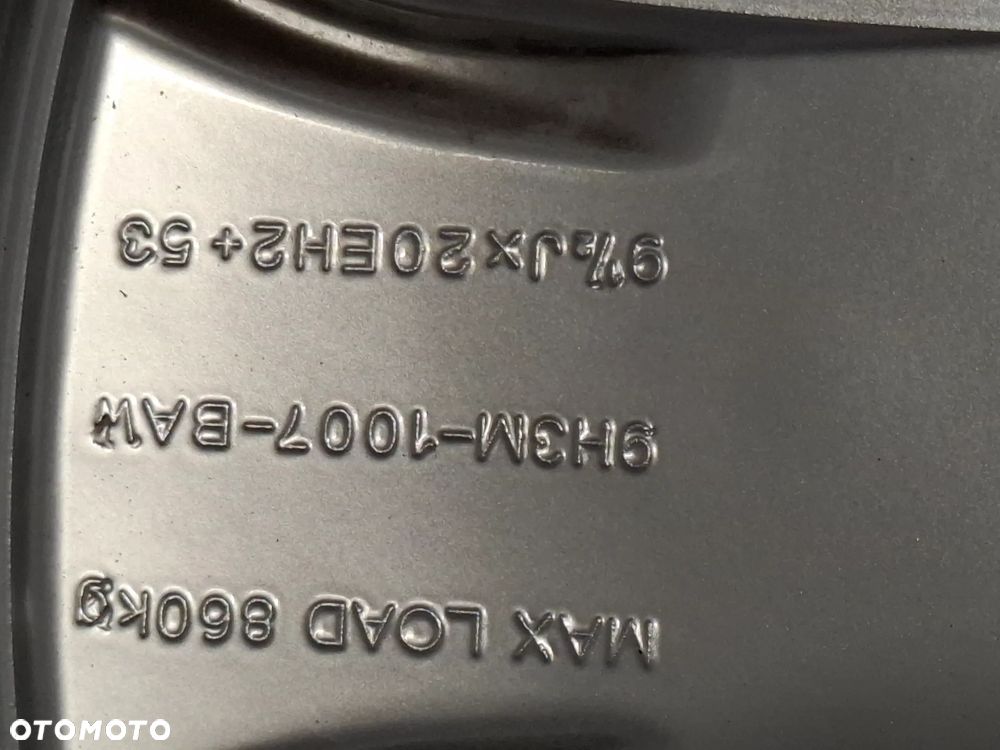 MAX LOAD 860kg
9H3M-1007-BAW
9½Jx20EH2+53
OTOMOTO